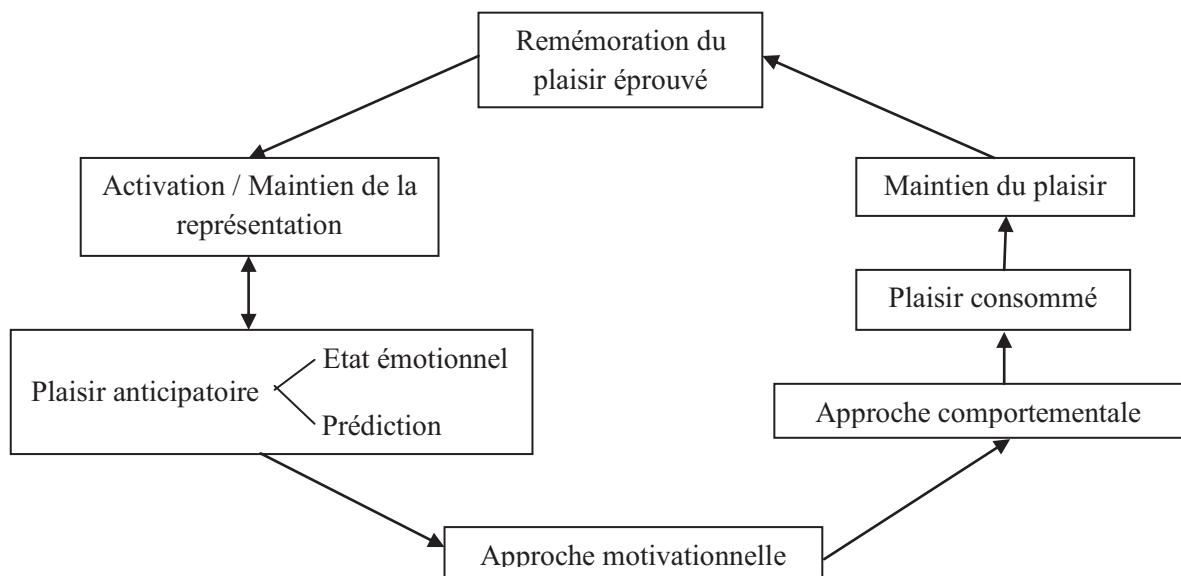 Remémoration du
plaisir éprouvé
Activation / Maintien de la
représentation
Maintien du plaisir
Plaisir consommé
Etat émotionnel
Plaisir anticipatoire
Prédiction
Approche comportementale
Approche motivationnelle